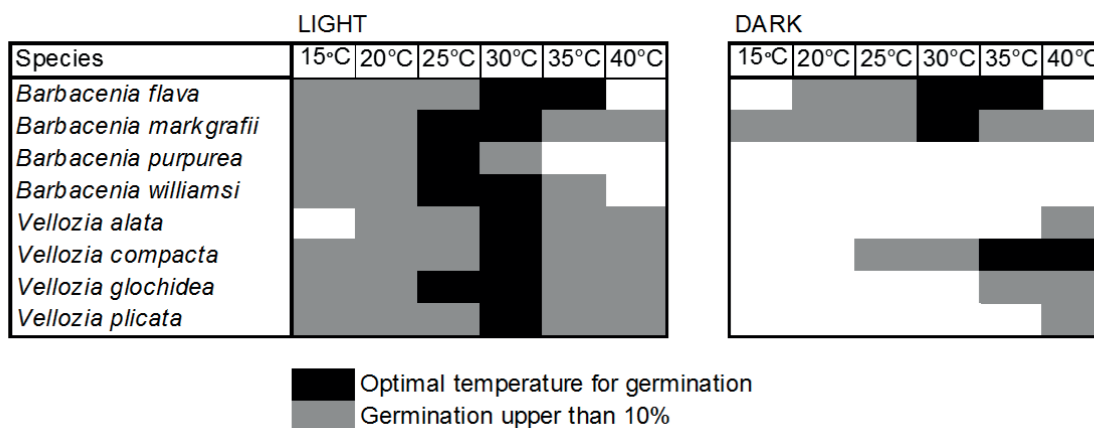 LIGHT DARK
Species 15°C 20°C 25°C 30°C 35°C 40°C 15°C 20°C 25°C 30°C 35°C 40°C
Barbacenia flava
Barbacenia markgrafii
Barbacenia purpurea
Barbacenia williamsi
Vellozia alata
Vellozia compacta
Vellozia glochidea
Vellozia plicata
Optimal temperature for germination
Germination upper than 10%